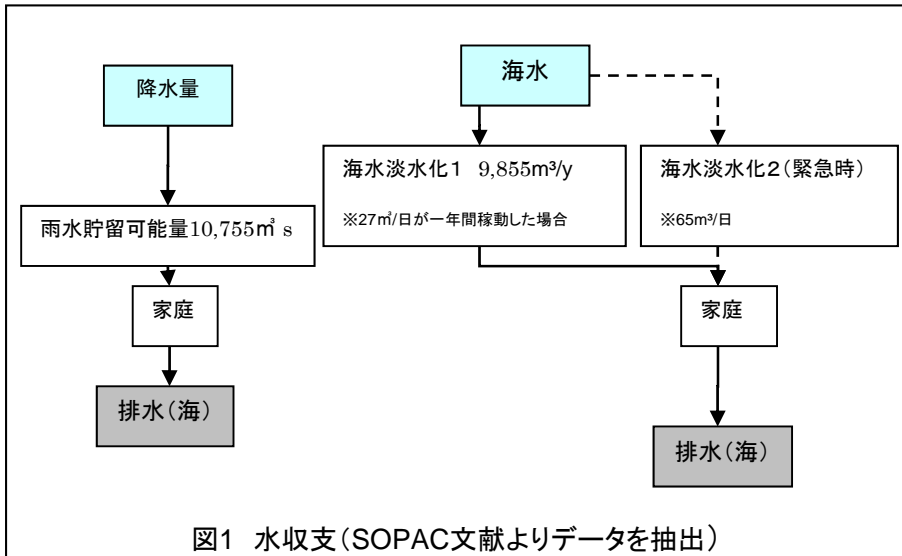 降水量
海水
海水淡水化1 9,855m³/y
※27㎥/日が一年間稼動した場合
海水淡水化2(緊急時)
※65m³/日
雨水貯留可能量10,755㎥ s
家庭
家庭
排水(海)
排水(海)
図1 水収支(SOPAC文献よりデータを抽出)